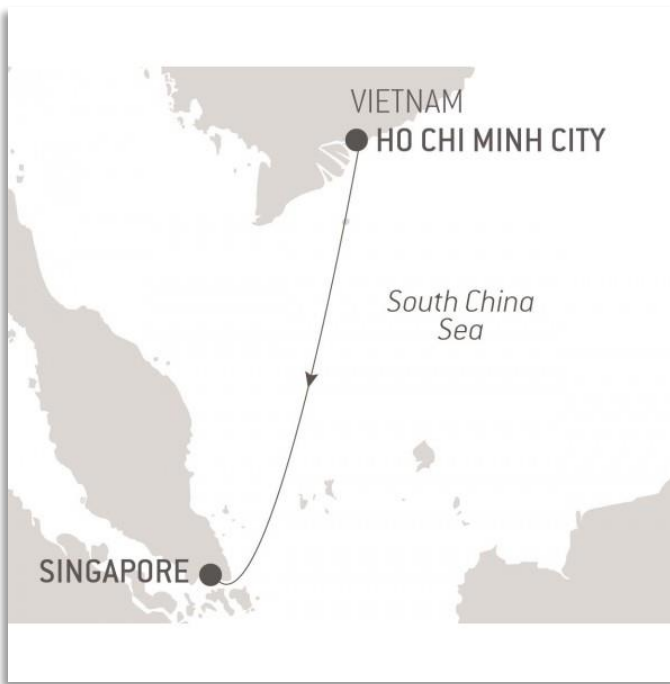 VIETNAM
HO CHI MINH CITY
South China
Sea
SINGAPORE